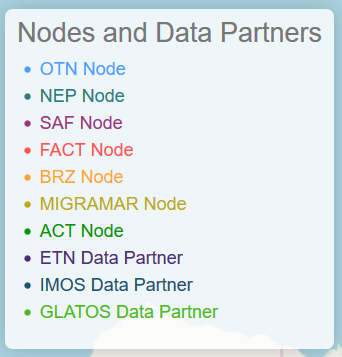 Nodes and Data Partners
OTN Node
NEP Node
SAF Node
FACT Node
BRZ Node
MIGRAMAR Node
ACT Node
ETN Data Partner
IMOS Data Partner
GLATOS Data Partner